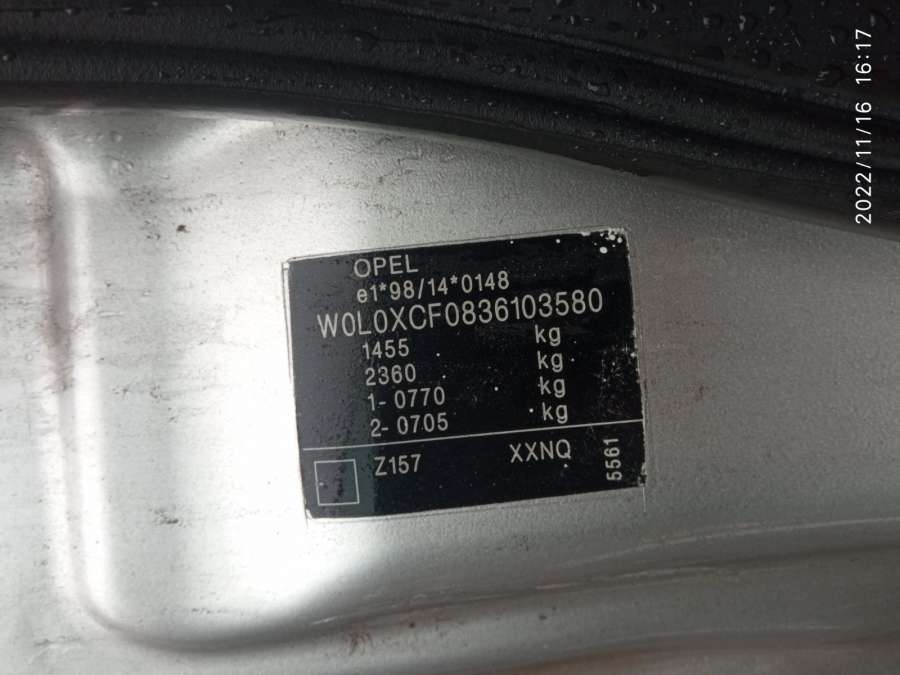 OPEL
e1*98/14*0148
W0L0XCF0836103580
1455 kg
2360 kg
1- 0770 kg
2- 0705 kg
Z157 XXNQ 5561
2022/11/16 16:17